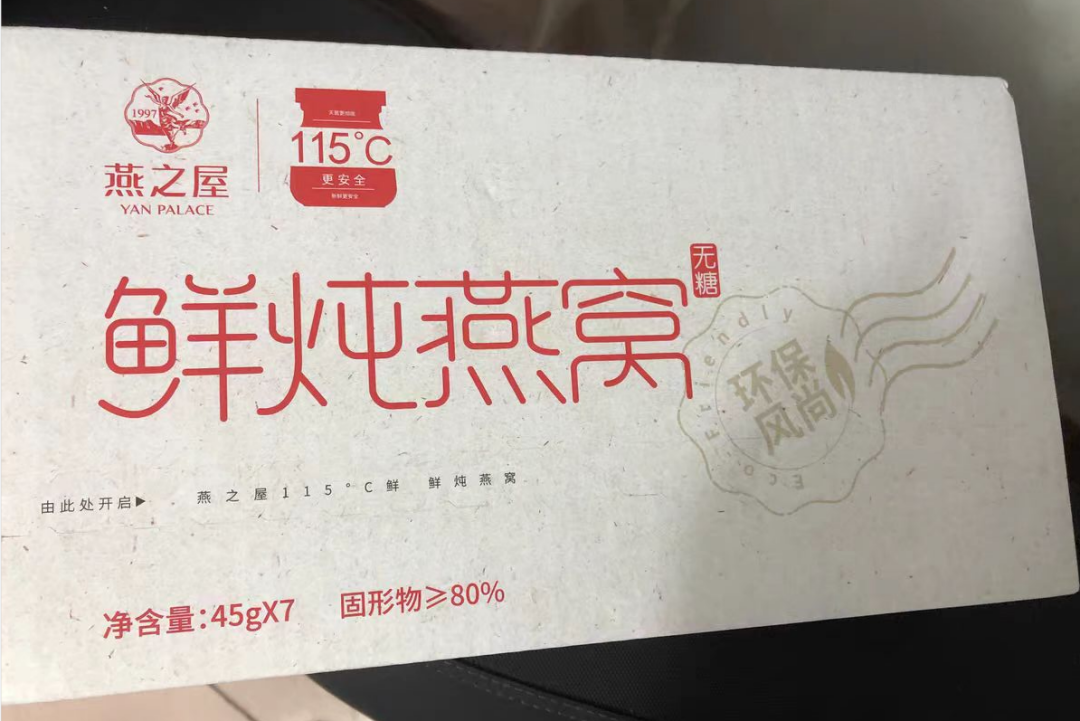 1997
燕之屋
YAN PALACE
115°C
更安全
鲜炖燕窝
无糖
Eco-Friendly
环保
风尚
由此处开启▶
燕之屋115°C鲜 鲜炖燕窝
净含量:45gX7
固形物≥80%